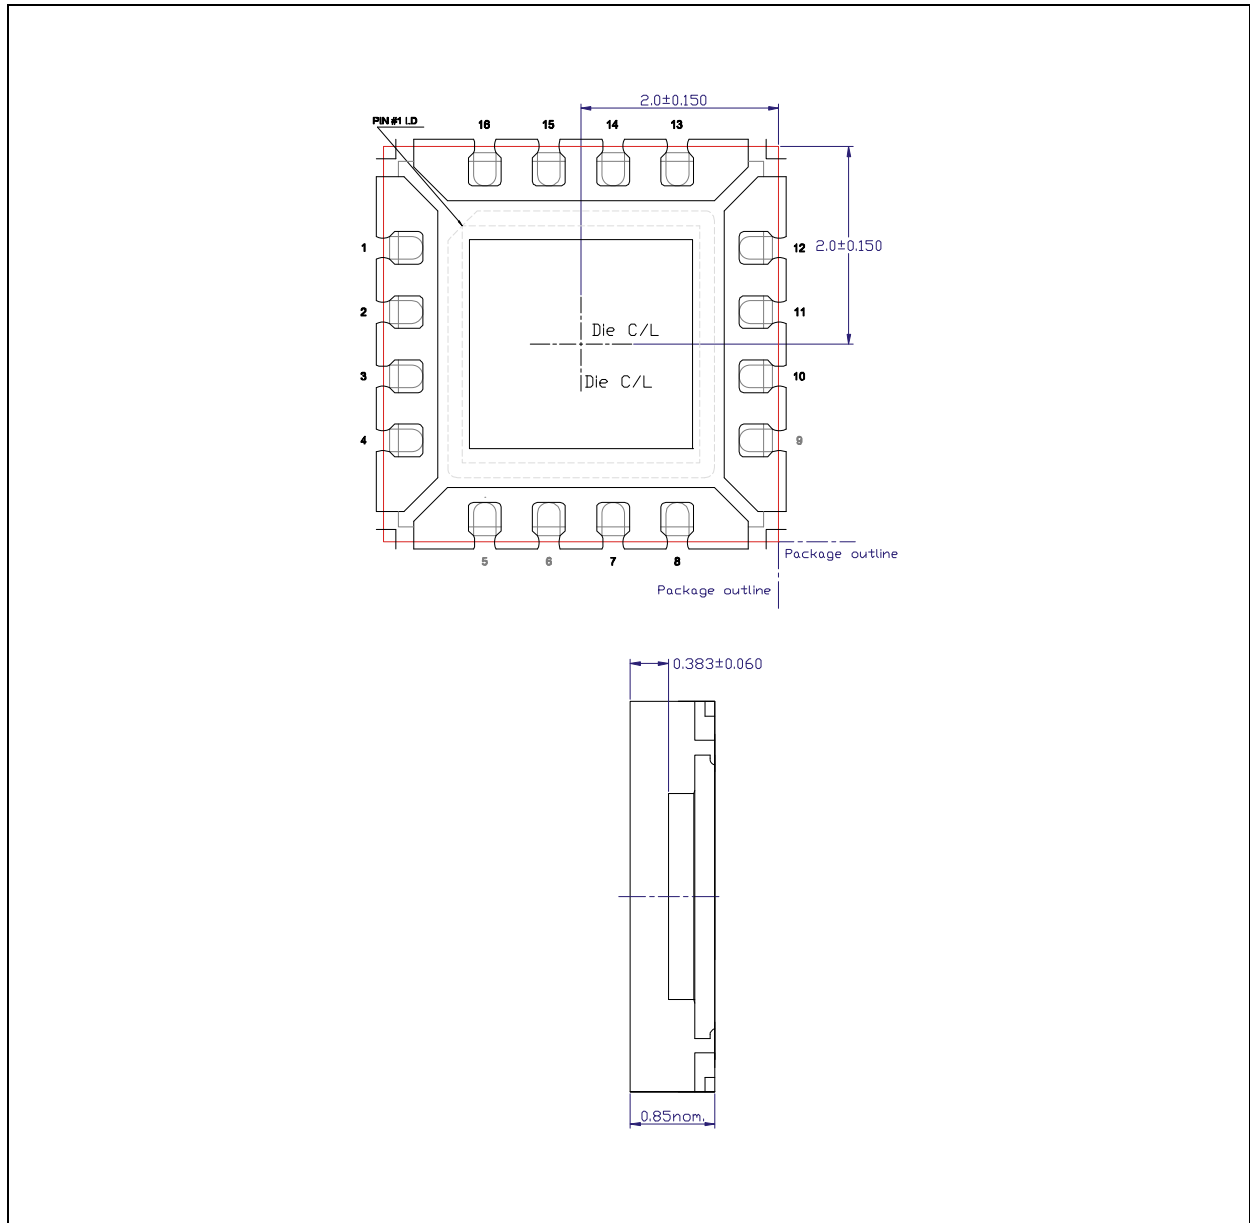 2.0±0.150
PIN #1 I.D
16 15 14 13
1 12 2.0±0.150
2 11
Die C/L
3 10
Die C/L
4 9
5 6 7 8
Package outline
Package outline
0.383±0.060
0.85nom.